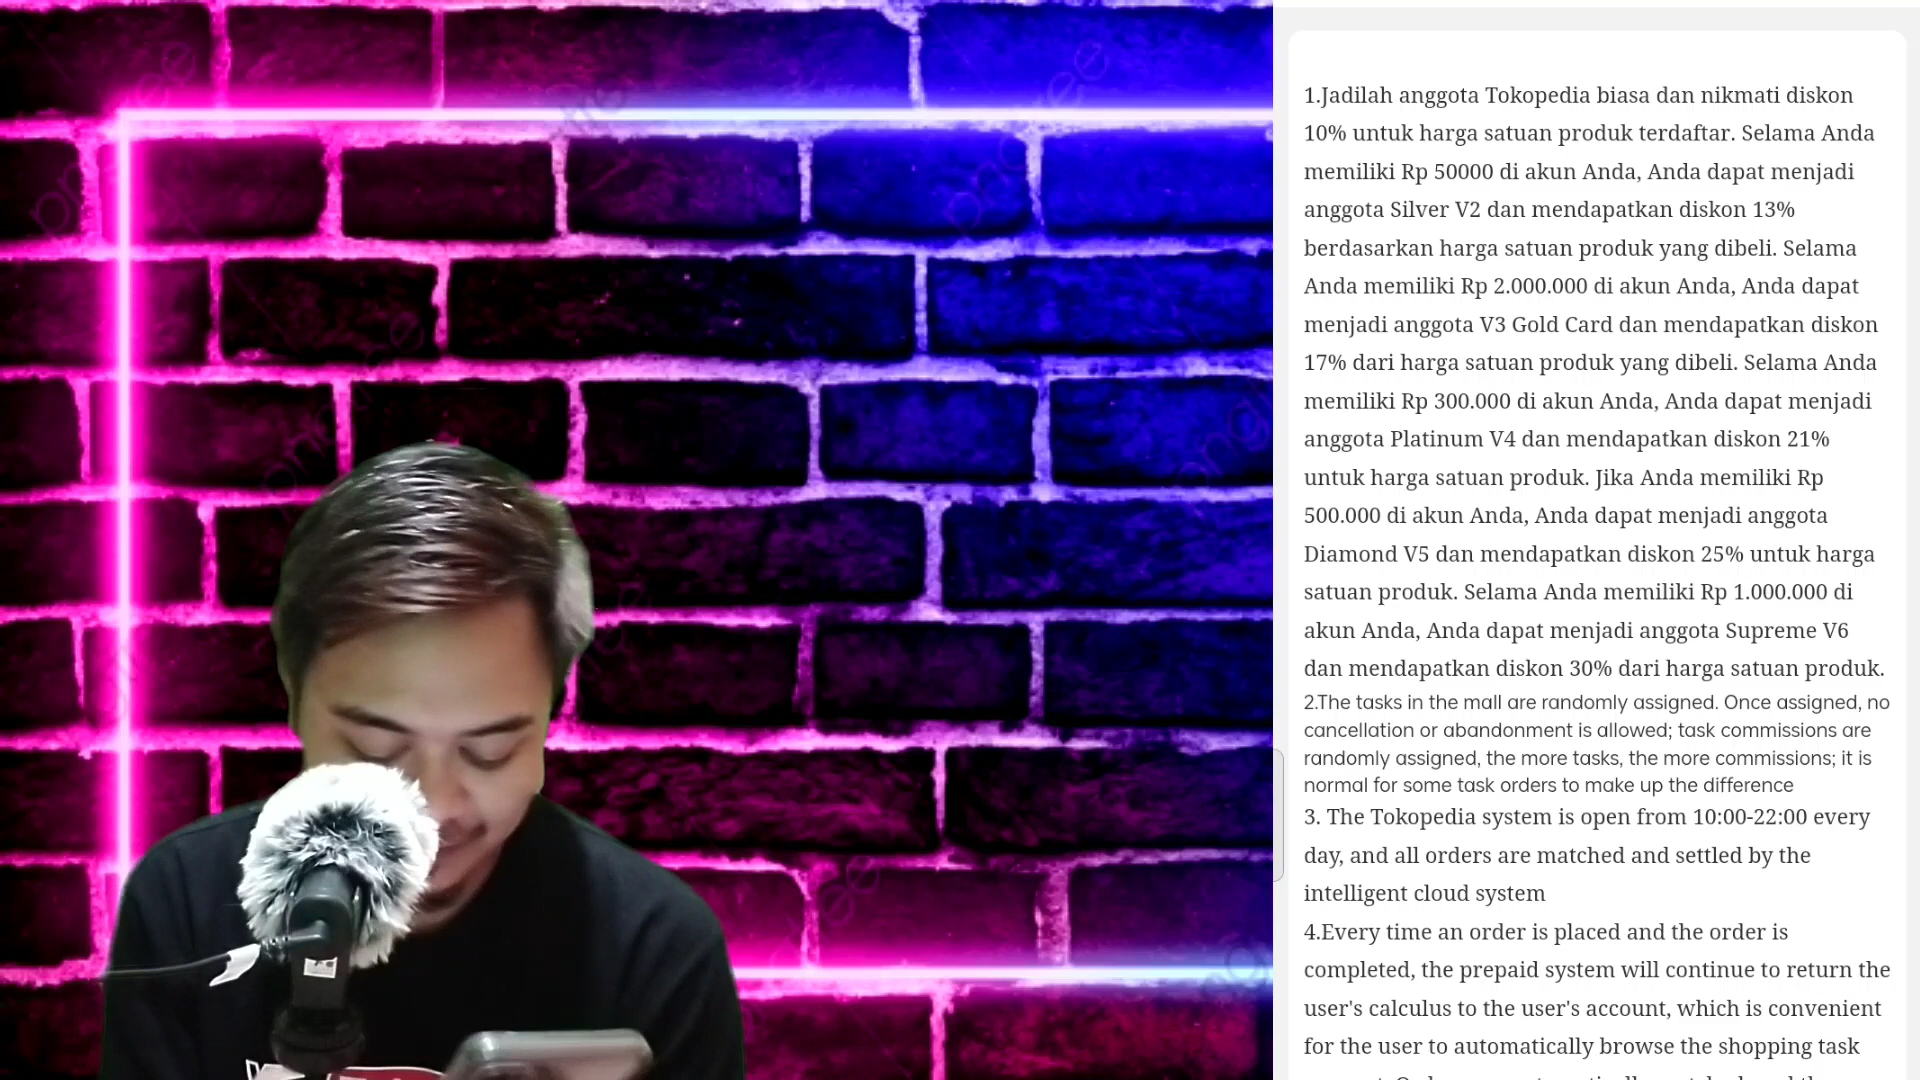 1.Jadilah anggota Tokopedia biasa dan nikmati diskon
10% untuk harga satuan produk terdaftar. Selama Anda
memiliki Rp 50000 di akun Anda, Anda dapat menjadi
anggota Silver V2 dan mendapatkan diskon 13%
berdasarkan harga satuan produk yang dibeli. Selama
Anda memiliki Rp 2.000.000 di akun Anda, Anda dapat
menjadi anggota V3 Gold Card dan mendapatkan diskon
17% dari harga satuan produk yang dibeli. Selama Anda
memiliki Rp 300.000 di akun Anda, Anda dapat menjadi
anggota Platinum V4 dan mendapatkan diskon 21%
untuk harga satuan produk. Jika Anda memiliki Rp
500.000 di akun Anda, Anda dapat menjadi anggota
Diamond V5 dan mendapatkan diskon 25% untuk harga
satuan produk. Selama Anda memiliki Rp 1.000.000 di
akun Anda, Anda dapat menjadi anggota Supreme V6
dan mendapatkan diskon 30% dari harga satuan produk.
2.The tasks in the mall are randomly assigned. Once assigned, no
cancellation or abandonment is allowed; task commissions are
randomly assigned, the more tasks, the more commissions; it is
normal for some task orders to make up the difference
3. The Tokopedia system is open from 10:00-22:00 every
day, and all orders are matched and settled by the
intelligent cloud system
4.Every time an order is placed and the order is
completed, the prepaid system will continue to return the
user's calculus to the user's account, which is convenient
for the user to automatically browse the shopping task